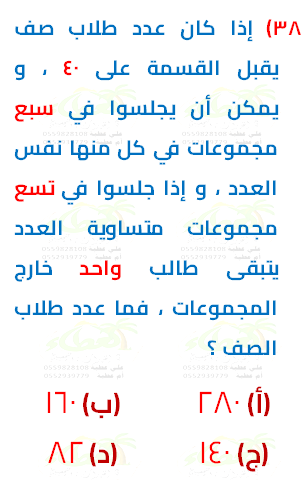 ٣٨) إذا كان عدد طلاب صف
يقبل القسمة على ٤٠ ، و
يمكن أن يجلسوا في سبع
مجموعات في كل منها نفس
العدد ، و إذا جلسوا في تسع
مجموعات متساوية العدد
يتبقى طالب واحد خارج
المجموعات ، فما عدد طلاب
الصف ؟
(أ) ٢٨٠ (ب) ١٦٠
(ج) ١٤٠ (د) ٨٢